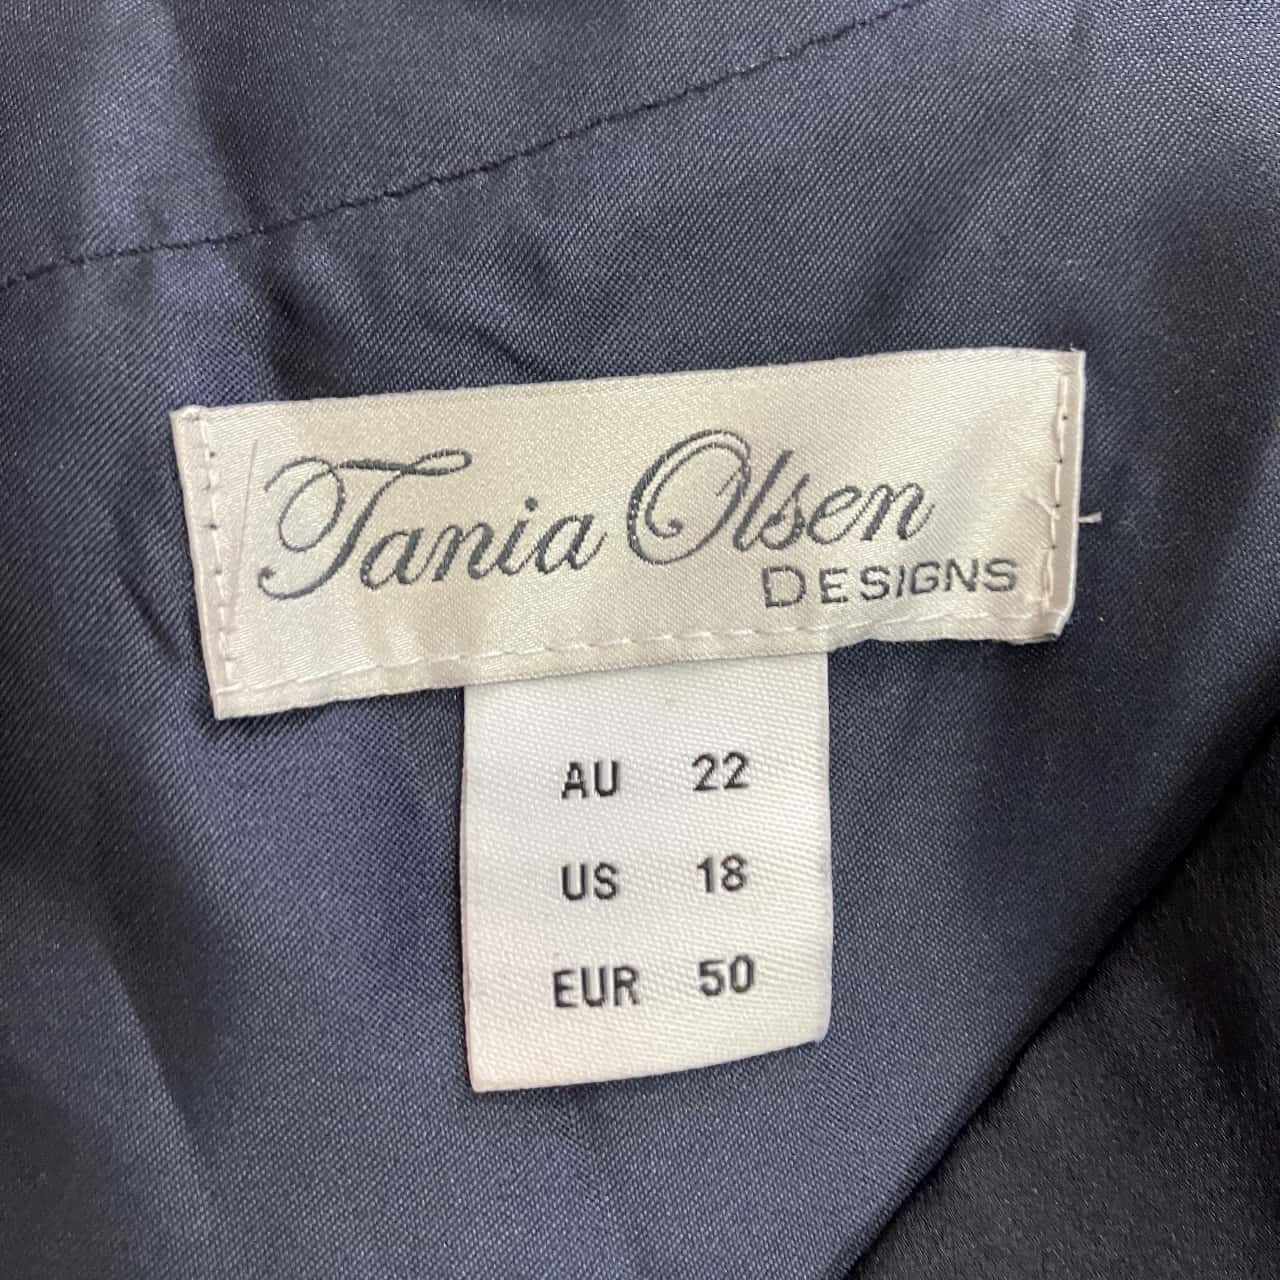 Tania Olsen
DESIGNS
AU 22
US 18
EUR 50